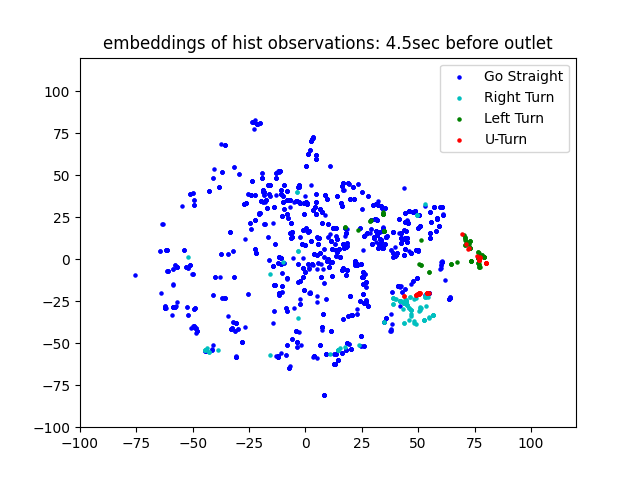 embeddings of hist observations: 4.5sec before outlet
Go Straight
Right Turn
Left Turn
U-Turn
100
75
50
25
0
−25
−50
−75
−100
−100 −75 −50 −25 0 25 50 75 100